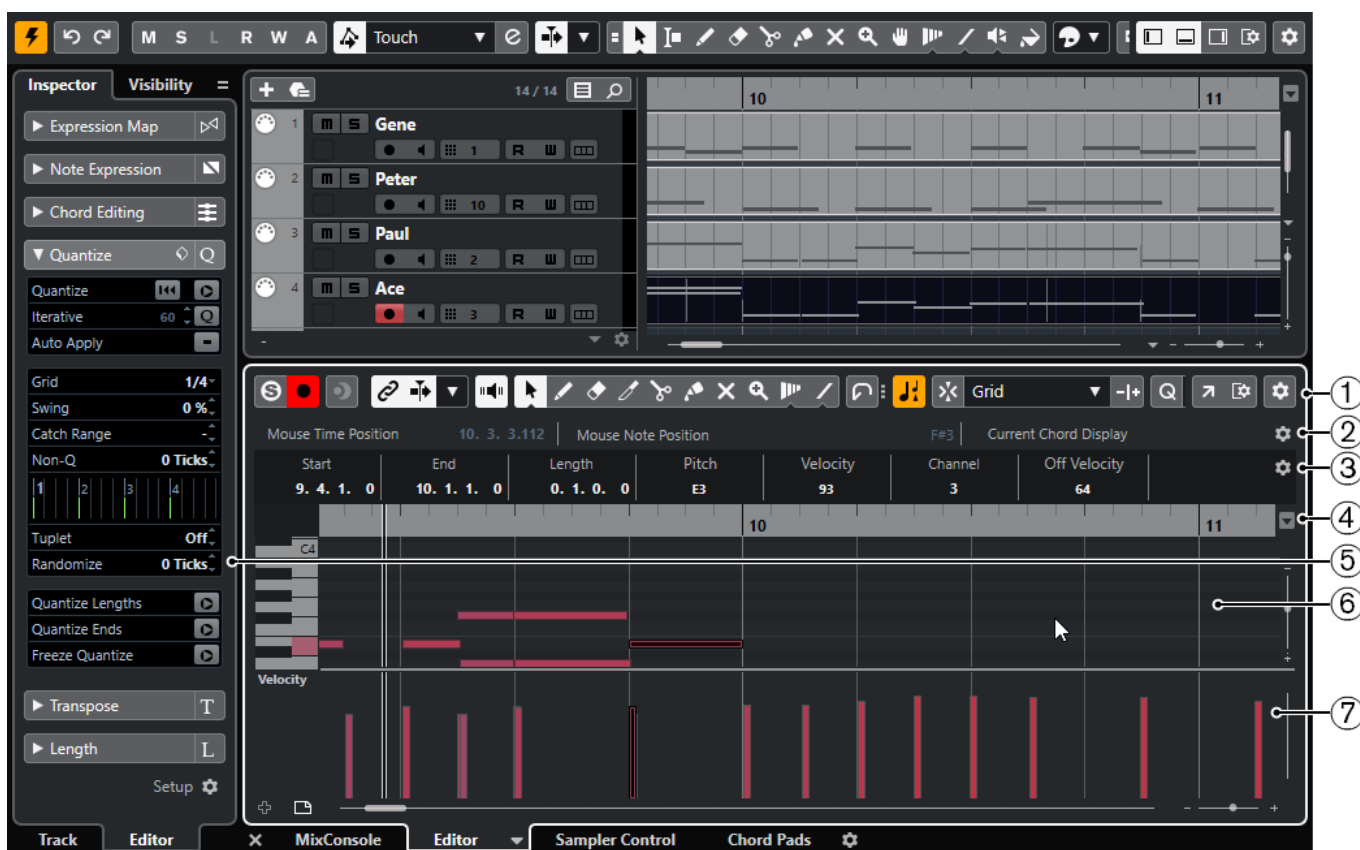 M S L R W A Touch
Inspector Visibility
14 / 14
10 11
Expression Map
1 m S Gene
1 R W
Note Expression
2 m S Peter
10 R W
Chord Editing
3 m S Paul
2 R W
Quantize Q
4 m S Ace
3 R W
Quantize
Iterative 60 Q
Auto Apply
Grid 1/4
Swing 0 %
Catch Range -
Non-Q 0 Ticks
1 2 3 4
Tuplet Off
Randomize 0 Ticks
Quantize Lengths
Quantize Ends
Freeze Quantize
Transpose T
Length L
Setup
S Grid Q 1
Mouse Time Position 10. 3. 3.112 Mouse Note Position F#3 Current Chord Display 2
Start End Length Pitch Velocity Channel Off Velocity 3
9. 4. 1. 0 10. 1. 1. 0 0. 1. 0. 0 E3 93 3 64
10 11 4
C4
5
6
Velocity
7
Track Editor MixConsole Editor Sampler Control Chord Pads